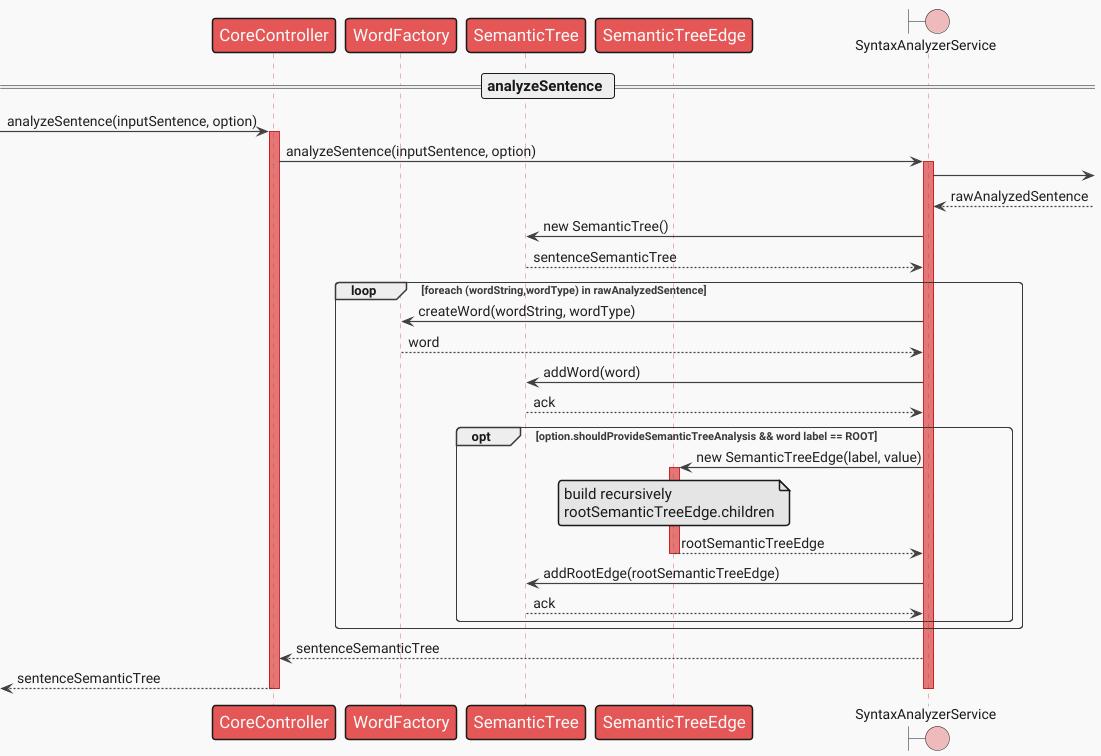 CoreController WordFactory SemanticTree SemanticTreeEdge
SyntaxAnalyzerService
analyzeSentence
analyzeSentence(inputSentence, option)
analyzeSentence(inputSentence, option)
rawAnalyzedSentence
new SemanticTree()
sentenceSemanticTree
loop [foreach (wordString,wordType) in rawAnalyzedSentence]
createWord(wordString, wordType)
word
addWord(word)
ack
opt [option.shouldProvideSemanticTreeAnalysis && word label == ROOT]
new SemanticTreeEdge(label, value)
build recursively
rootSemanticTreeEdge.children
rootSemanticTreeEdge
addRootEdge(rootSemanticTreeEdge)
ack
sentenceSemanticTree
sentenceSemanticTree
CoreController WordFactory SemanticTree SemanticTreeEdge
SyntaxAnalyzerService